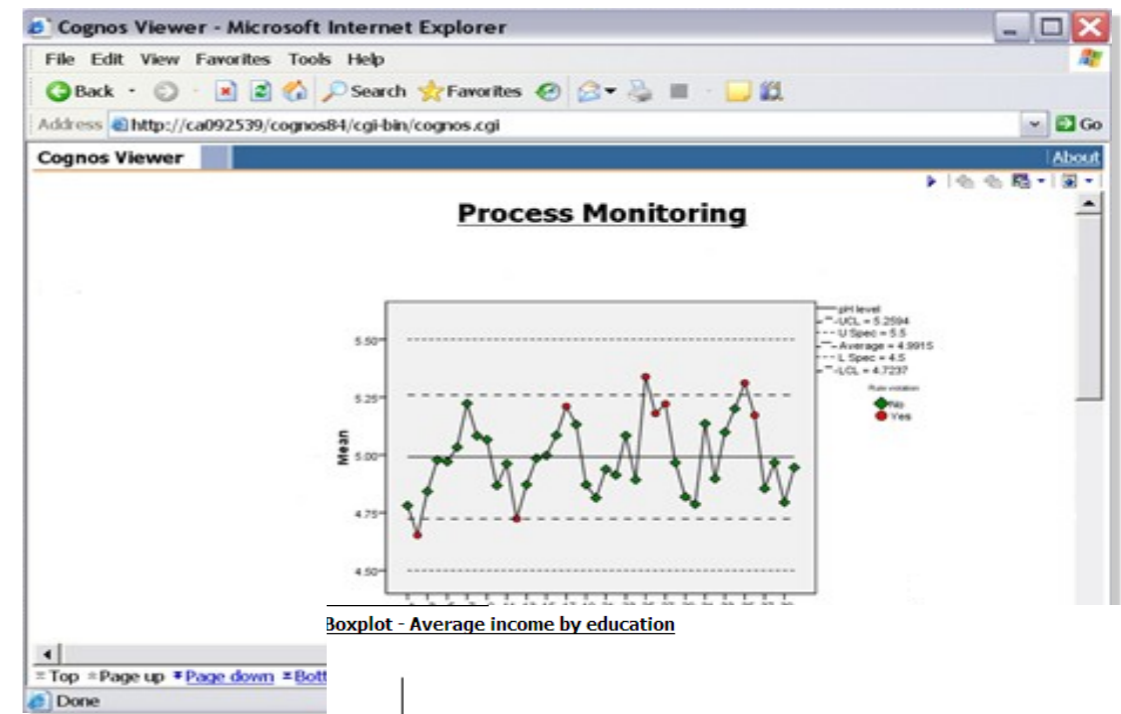 Cognos Viewer - Microsoft Internet Explorer
File Edit View Favorites Tools Help
Back Search Favorites
Address http://ca092539/cognos84/cgi-bin/cognos.cgi Go
Cognos Viewer About
Process Monitoring
pH level
UCL = 5.2594
U Spec = 5.5
Average = 4.9915
L Spec = 4.5
LCL = 4.7237
Rule violation
No
Yes
5.50
5.25
5.00
4.75
4.50
Mean
Boxplot - Average income by education
Top Page up Page down
Done